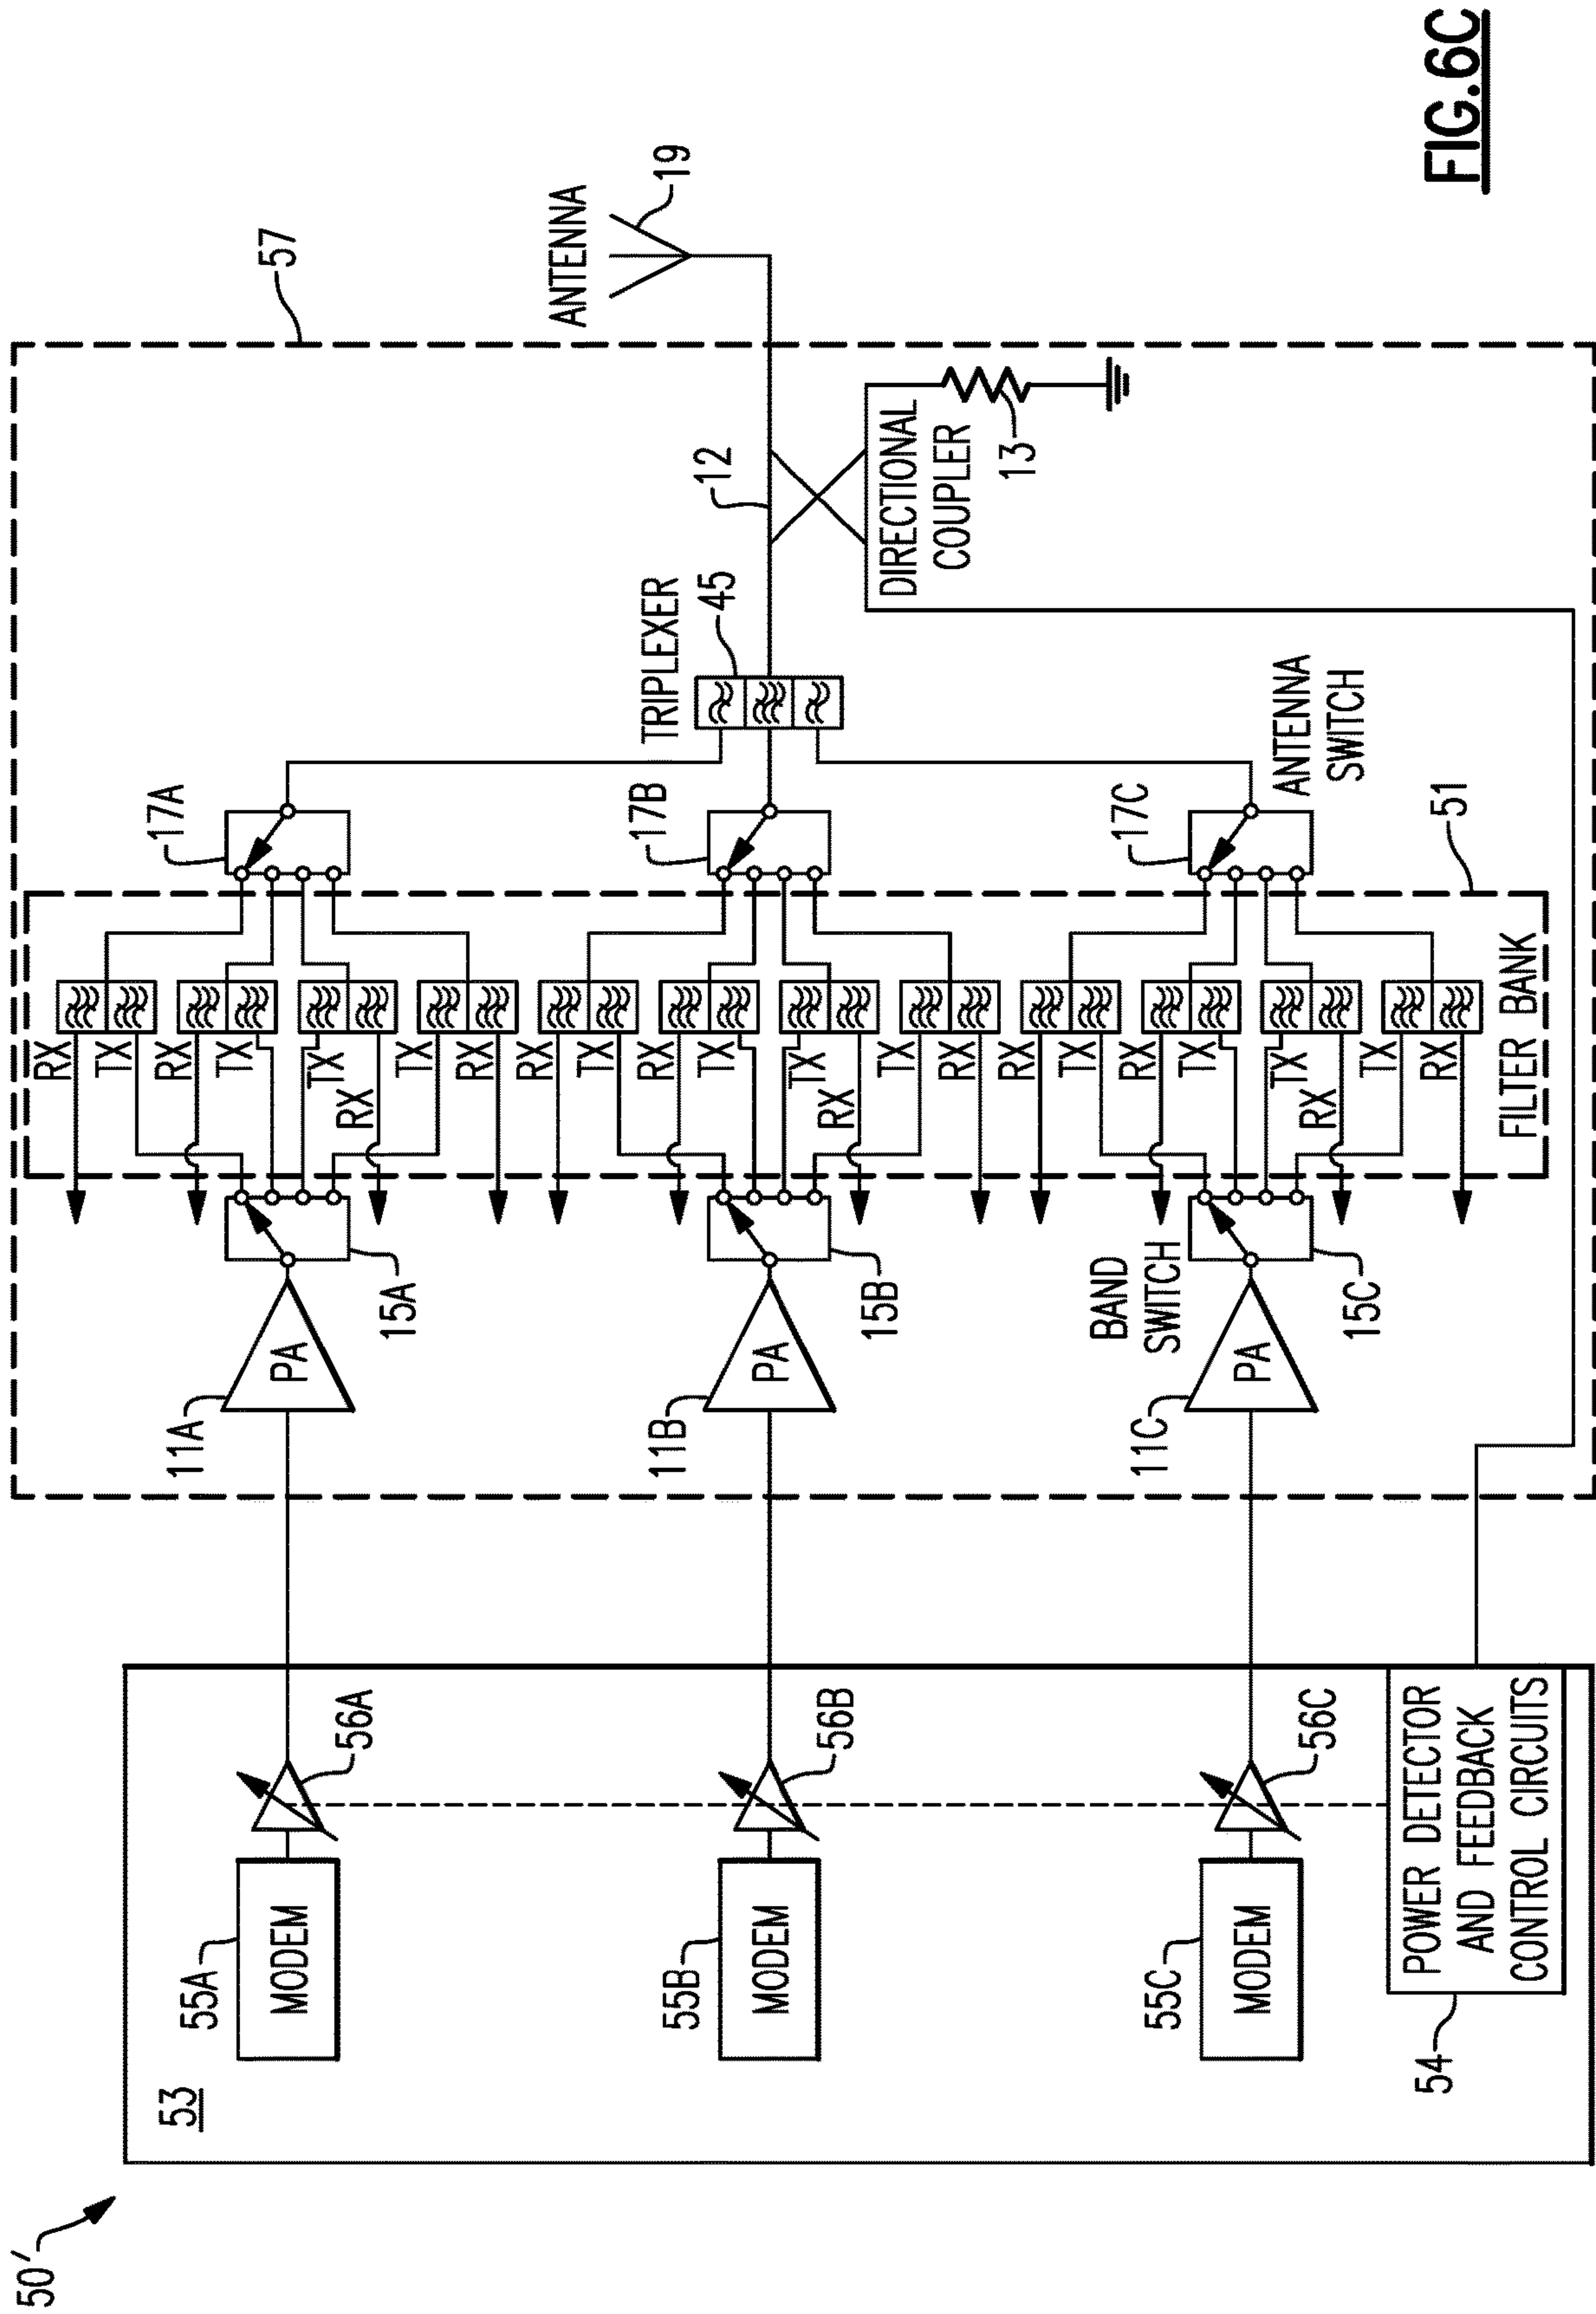 50'
53
55A
MODEM
56A
55B
MODEM
56B
55C
MODEM
56C
54
POWER DETECTOR
AND FEEDBACK
CONTROL CIRCUITS
57
11A
PA
15A
11B
PA
15B
11C
PA
BAND
SWITCH
15C
RX
TX
RX
TX
TX
RX
TX
RX
RX
TX
RX
TX
TX
RX
TX
RX
RX
TX
RX
TX
TX
RX
TX
RX
FILTER BANK
51
17A
17B
17C
ANTENNA
SWITCH
TRIPLEXER
45
12
DIRECTIONAL
COUPLER
13
ANTENNA
19
FIG.6C